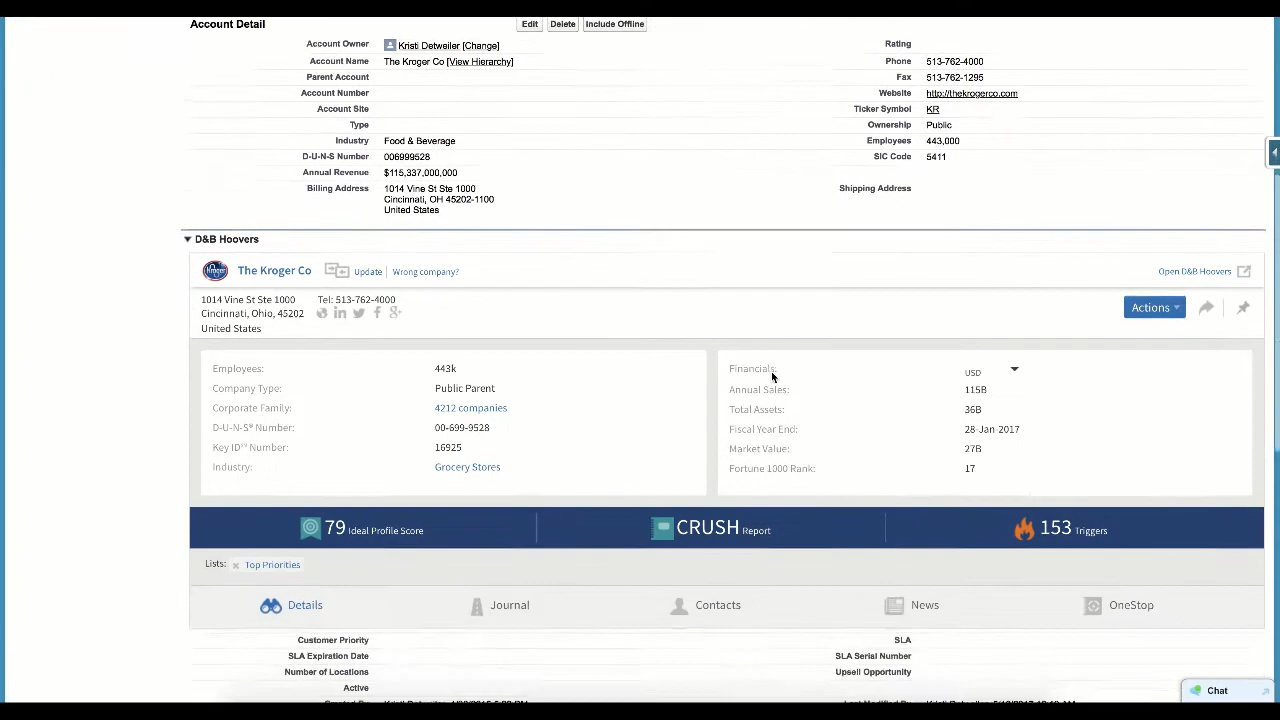 Account Detail Edit Delete Include Offline
Account Owner Kristi Detweiler [Change] Rating
Account Name The Kroger Co [View Hierarchy] Phone 513-762-4000
Parent Account Fax 513-762-1295
Account Number Website http://thekrogerco.com
Account Site Ticker Symbol KR
Type Ownership Public
Industry Food & Beverage Employees 443,000
D-U-N-S Number 006999528 SIC Code 5411
Annual Revenue $115,337,000,000
Billing Address 1014 Vine St Ste 1000 Shipping Address
Cincinnati, OH 45202-1100
United States
D&B Hoovers
Kroger The Kroger Co Update Wrong company? Open D&B Hoovers
1014 Vine St Ste 1000 Tel: 513-762-4000
Cincinnati, Ohio, 45202 Actions
United States
Employees: 443k Financials: USD
Company Type: Public Parent Annual Sales: 115B
Corporate Family: 4212 companies Total Assets: 36B
D-U-N-S® Number: 00-699-9528 Fiscal Year End: 28-Jan-2017
Key ID℠ Number: 16925 Market Value: 27B
Industry: Grocery Stores Fortune 1000 Rank: 17
79 Ideal Profile Score CRUSH Report 153 Triggers
Lists: Top Priorities
Details Journal Contacts News OneStop
Customer Priority SLA
SLA Expiration Date SLA Serial Number
Number of Locations Upsell Opportunity
Active
Chat